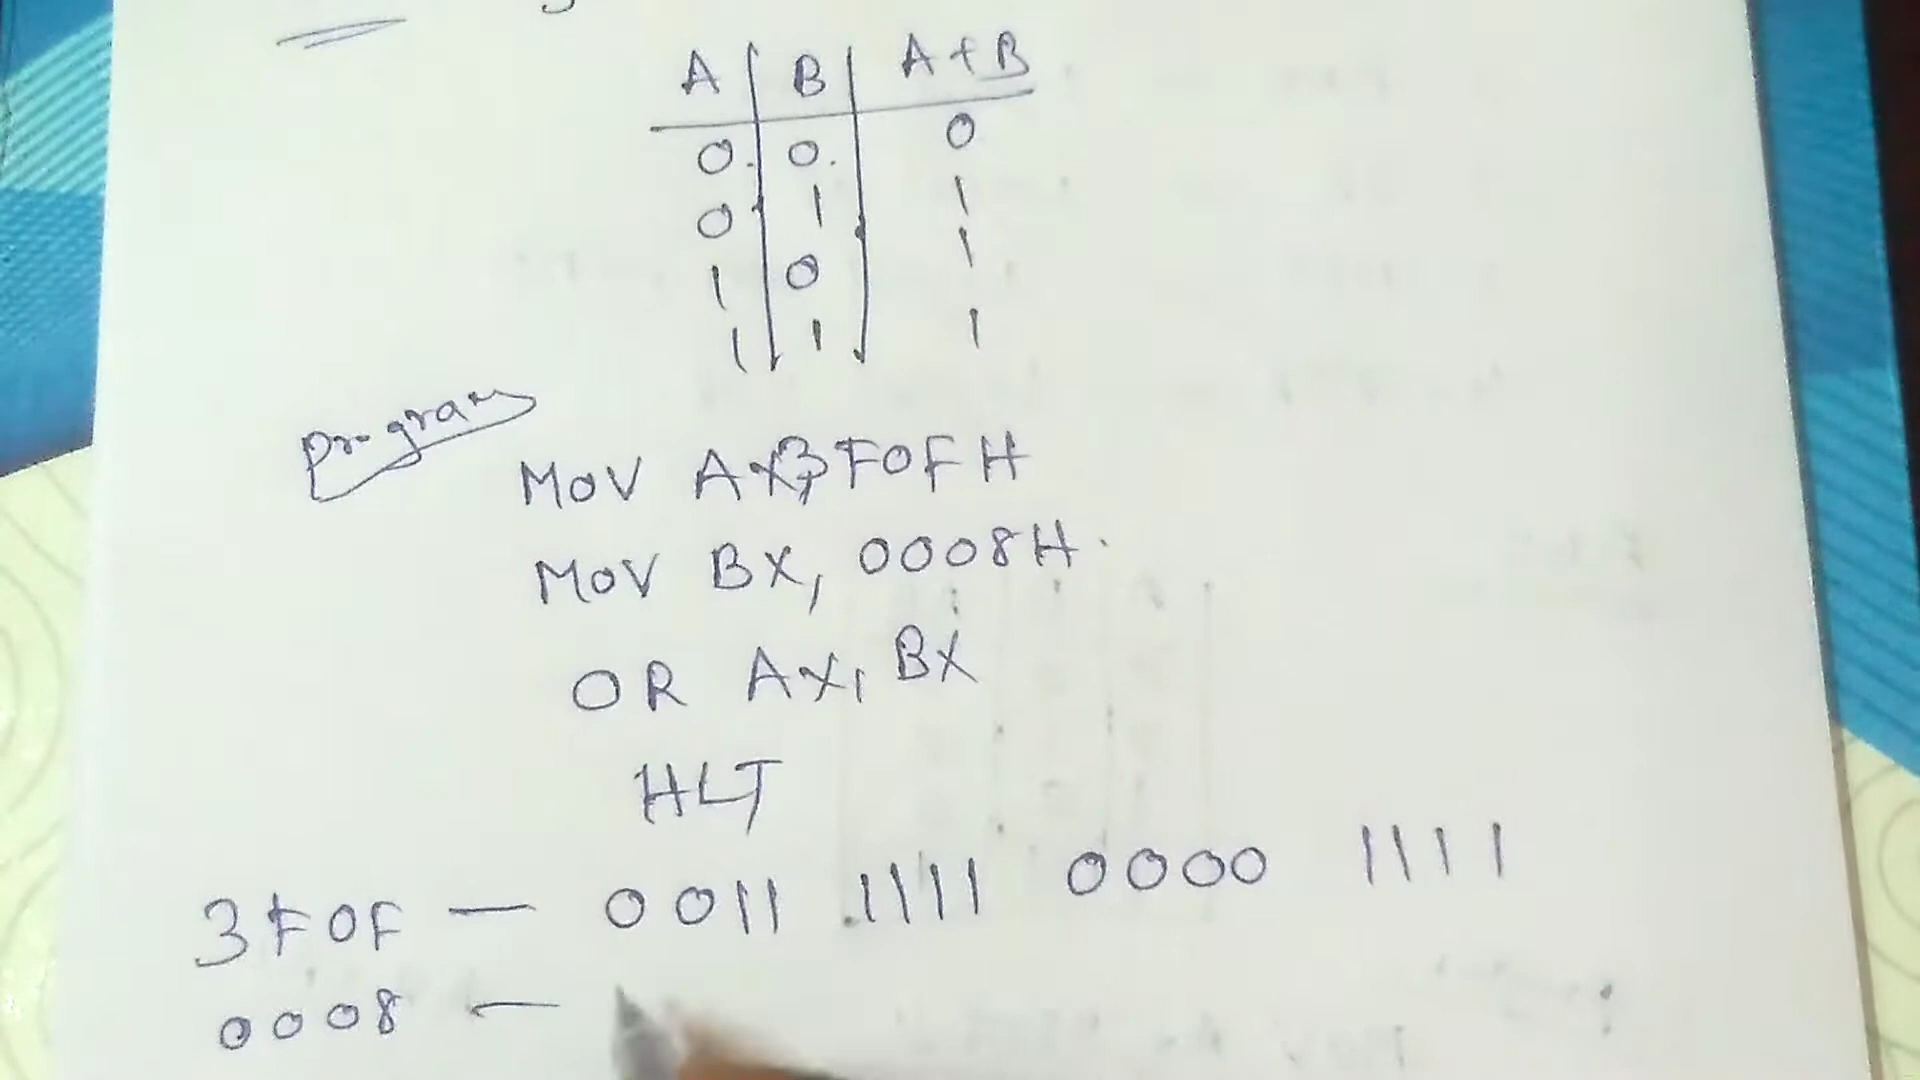 A B A+B
0 0 0
0 1 1
1 0 1
1 1 1
Program
MOV AX,3F0FH
MOV BX, 0008H.
OR AX, BX
HLT
3F0F — 0011 1111 0000 1111
0008 —